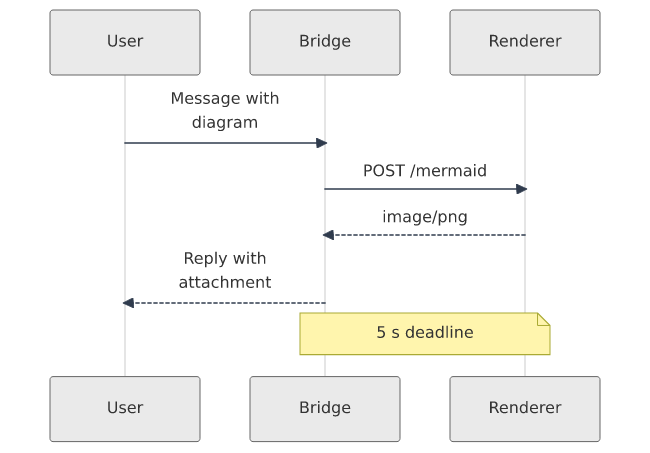 User
Bridge
Renderer
Message with
diagram
POST /mermaid
image/png
Reply with
attachment
5 s deadline
User
Bridge
Renderer